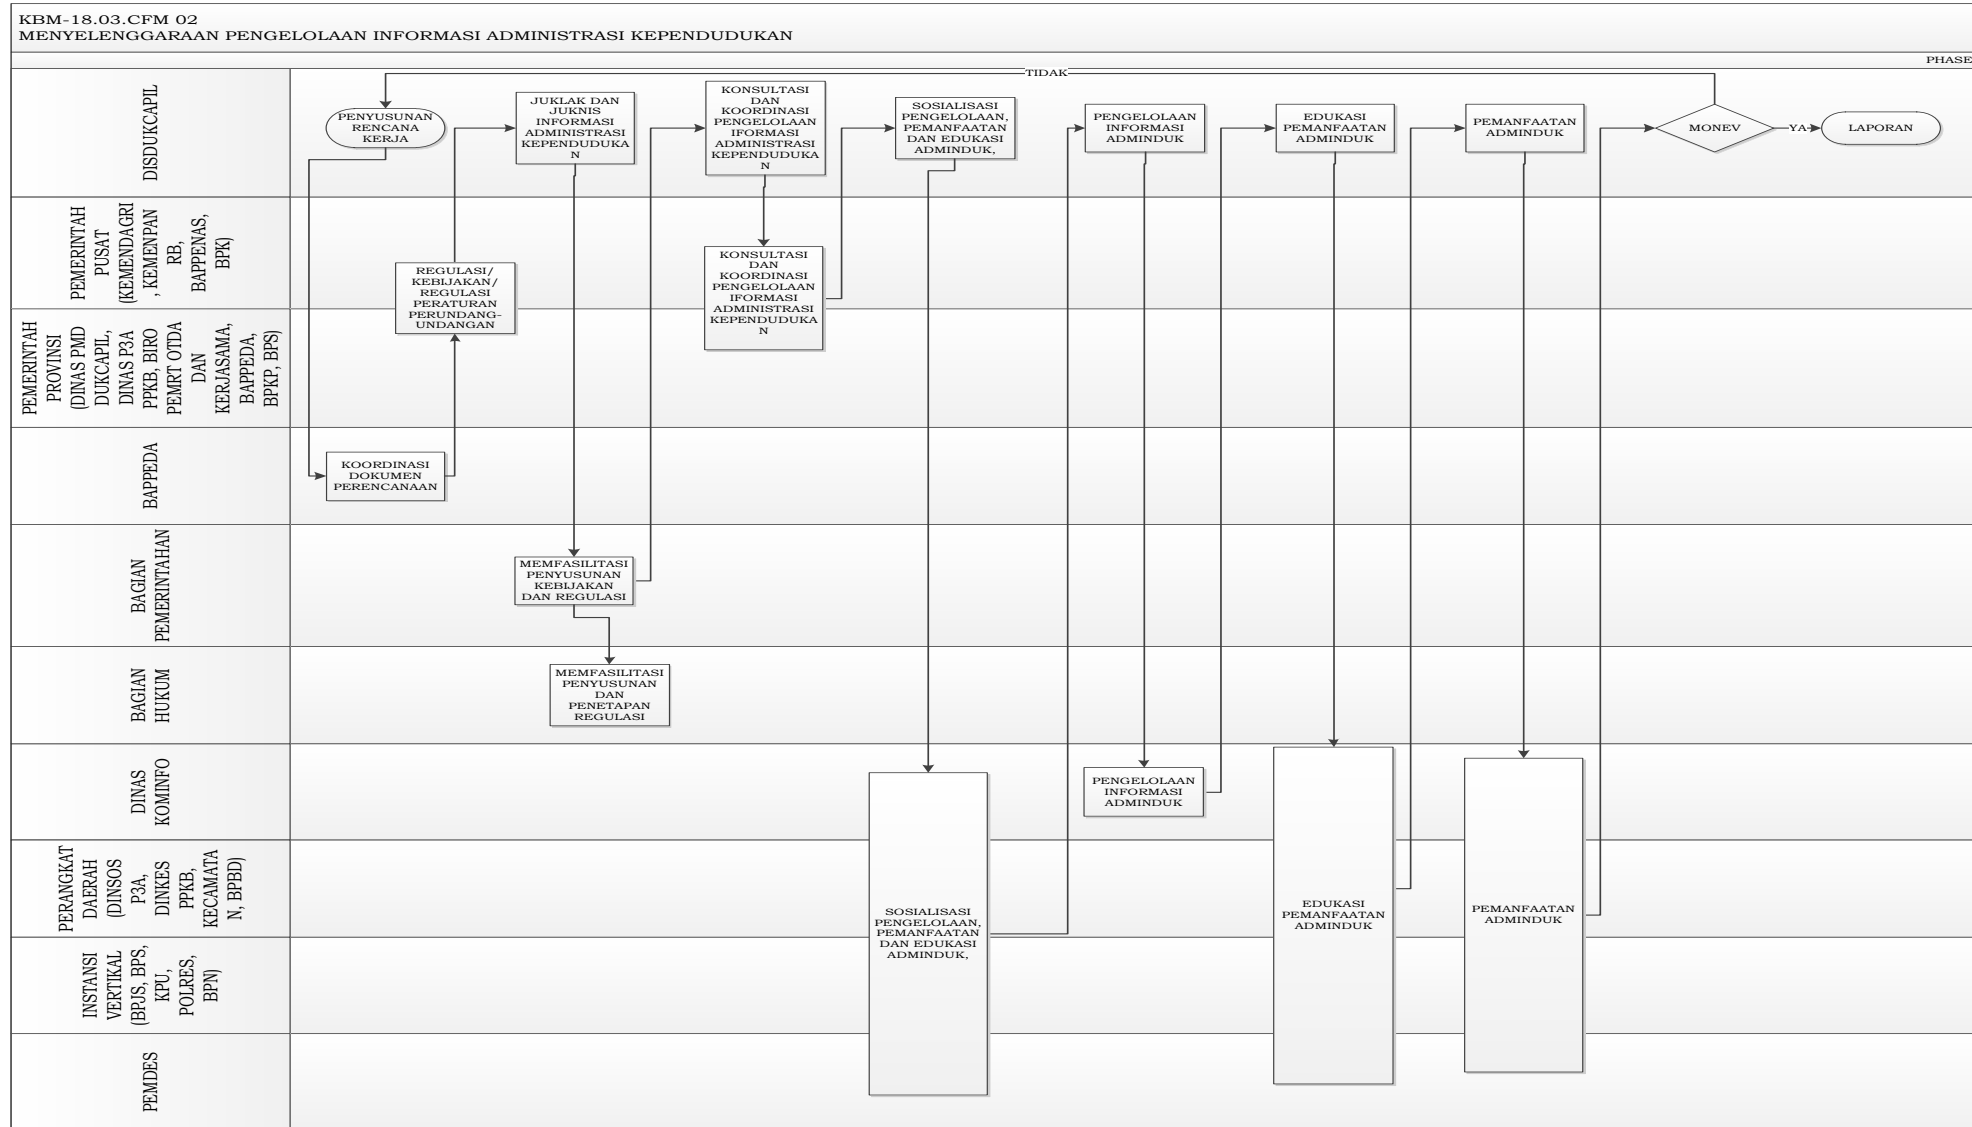 KBM-18.03.CFM 02
MENYELENGGARAAN PENGELOLAAN INFORMASI ADMINISTRASI KEPENDUDUKAN
PHASE
DISDUKCAPIL
TIDAK
PENYUSUNAN
RENCANA
KERJA
JUKLAK DAN
JUKNIS
INFORMASI
ADMINISTRASI
KEPENDUDUKA
N
KONSULTASI
DAN
KOORDINASI
PENGELOLAAN
IFORMASI
ADMINISTRASI
KEPENDUDUKA
N
SOSIALISASI
PENGELOLAAN,
PEMANFAATAN
DAN EDUKASI
ADMINDUK,
PENGELOLAAN
INFORMASI
ADMINDUK
EDUKASI
PEMANFAATAN
ADMINDUK
PEMANFAATAN
ADMINDUK
MONEV
YA
LAPORAN
PEMERINTAH
PUSAT
(KEMENDAGRI
, KEMENPAN
RB,
BAPPENAS,
BPK)
REGULASI/
KEBIJAKAN/
REGULASI
PERATURAN
PERUNDANG-
UNDANGAN
KONSULTASI
DAN
KOORDINASI
PENGELOLAAN
IFORMASI
ADMINISTRASI
KEPENDUDUKA
N
PEMERINTAH
PROVINSI
(DINAS PMD
DUKCAPIL,
DINAS P3A
PPKB, BIRO
PEMRT OTDA
DAN
KERJASAMA,
BAPPEDA,
BPKP, BPS)
BAPPEDA
KOORDINASI
DOKUMEN
PERENCANAAN
BAGIAN
PEMERINTAHAN
MEMFASILITASI
PENYUSUNAN
KEBIJAKAN
DAN REGULASI
BAGIAN
HUKUM
MEMFASILITASI
PENYUSUNAN
DAN
PENETAPAN
REGULASI
DINAS
KOMINFO
PENGELOLAAN
INFORMASI
ADMINDUK
PERANGKAT
DAERAH
(DINSOS
P3A,
DINKES
PPKB,
KECAMATA
N, BPBD)
SOSIALISASI
PENGELOLAAN,
PEMANFAATAN
DAN EDUKASI
ADMINDUK,
EDUKASI
PEMANFAATAN
ADMINDUK
PEMANFAATAN
ADMINDUK
INSTANSI
VERTIKAL
(BPJS, BPS,
KPU,
POLRES,
BPN)
PEMDES